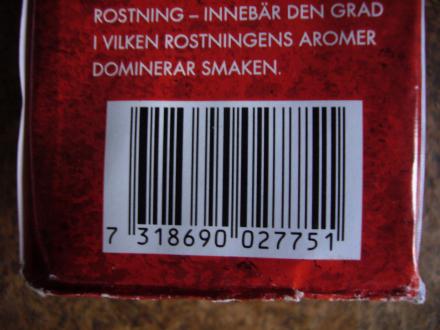 ROSTNING – INNEBÄR DEN GRAD
I VILKEN ROSTNINGENS AROMER
DOMINERAR SMAKEN.
7 318690 027751